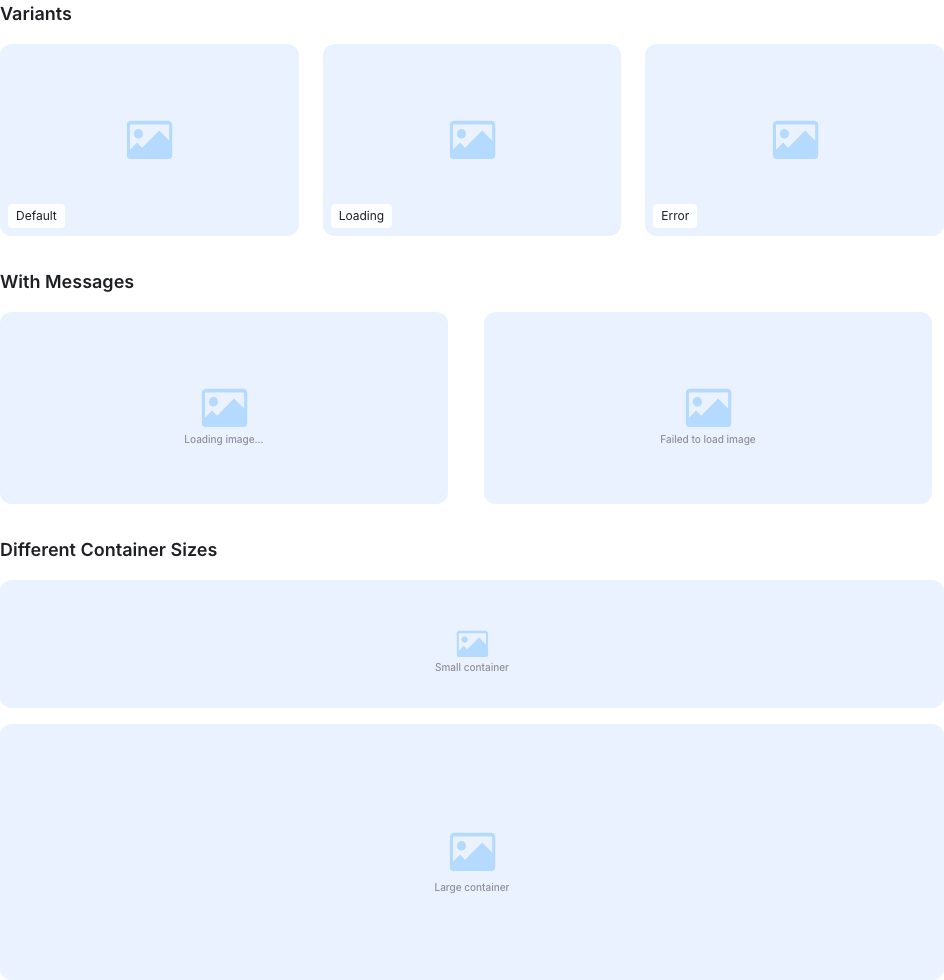 Variants
Default
Loading
Error
With Messages
Loading image...
Failed to load image
Different Container Sizes
Small container
Large container